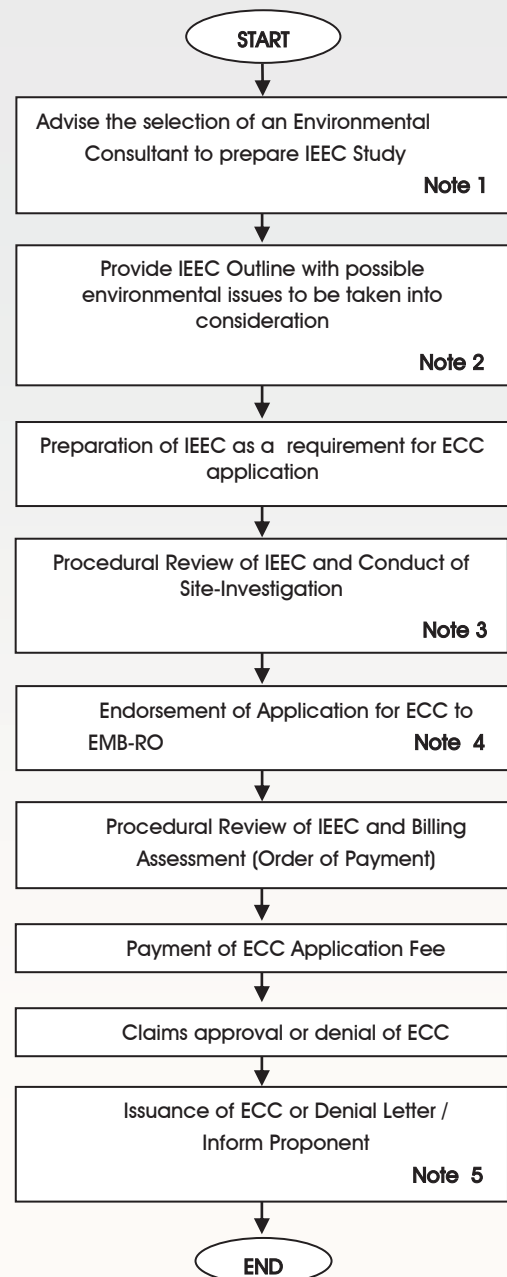 START
Advise the selection of an Environmental
Consultant to prepare IEEC Study
Note 1
Provide IEEC Outline with possible
environmental issues to be taken into
consideration
Note 2
Preparation of IEEC as a requirement for ECC
application
Procedural Review of IEEC and Conduct of
Site-Investigation
Note 3
Endorsement of Application for ECC to
EMB-RO Note 4
Procedural Review of IEEC and Billing
Assessment (Order of Payment)
Payment of ECC Application Fee
Claims approval or denial of ECC
Issuance of ECC or Denial Letter /
Inform Proponent
Note 5
END